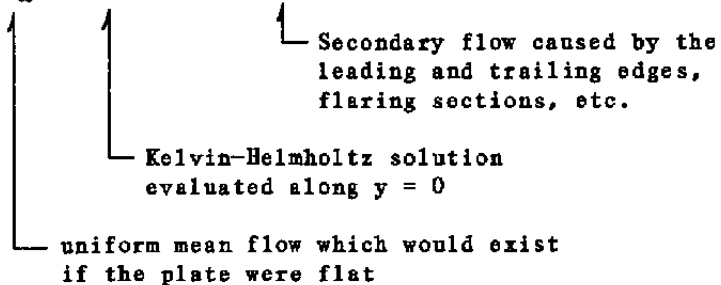 Secondary flow caused by the
leading and trailing edges,
flaring sections, etc.
Kelvin-Helmholtz solution
evaluated along y = 0
uniform mean flow which would exist
if the plate were flat